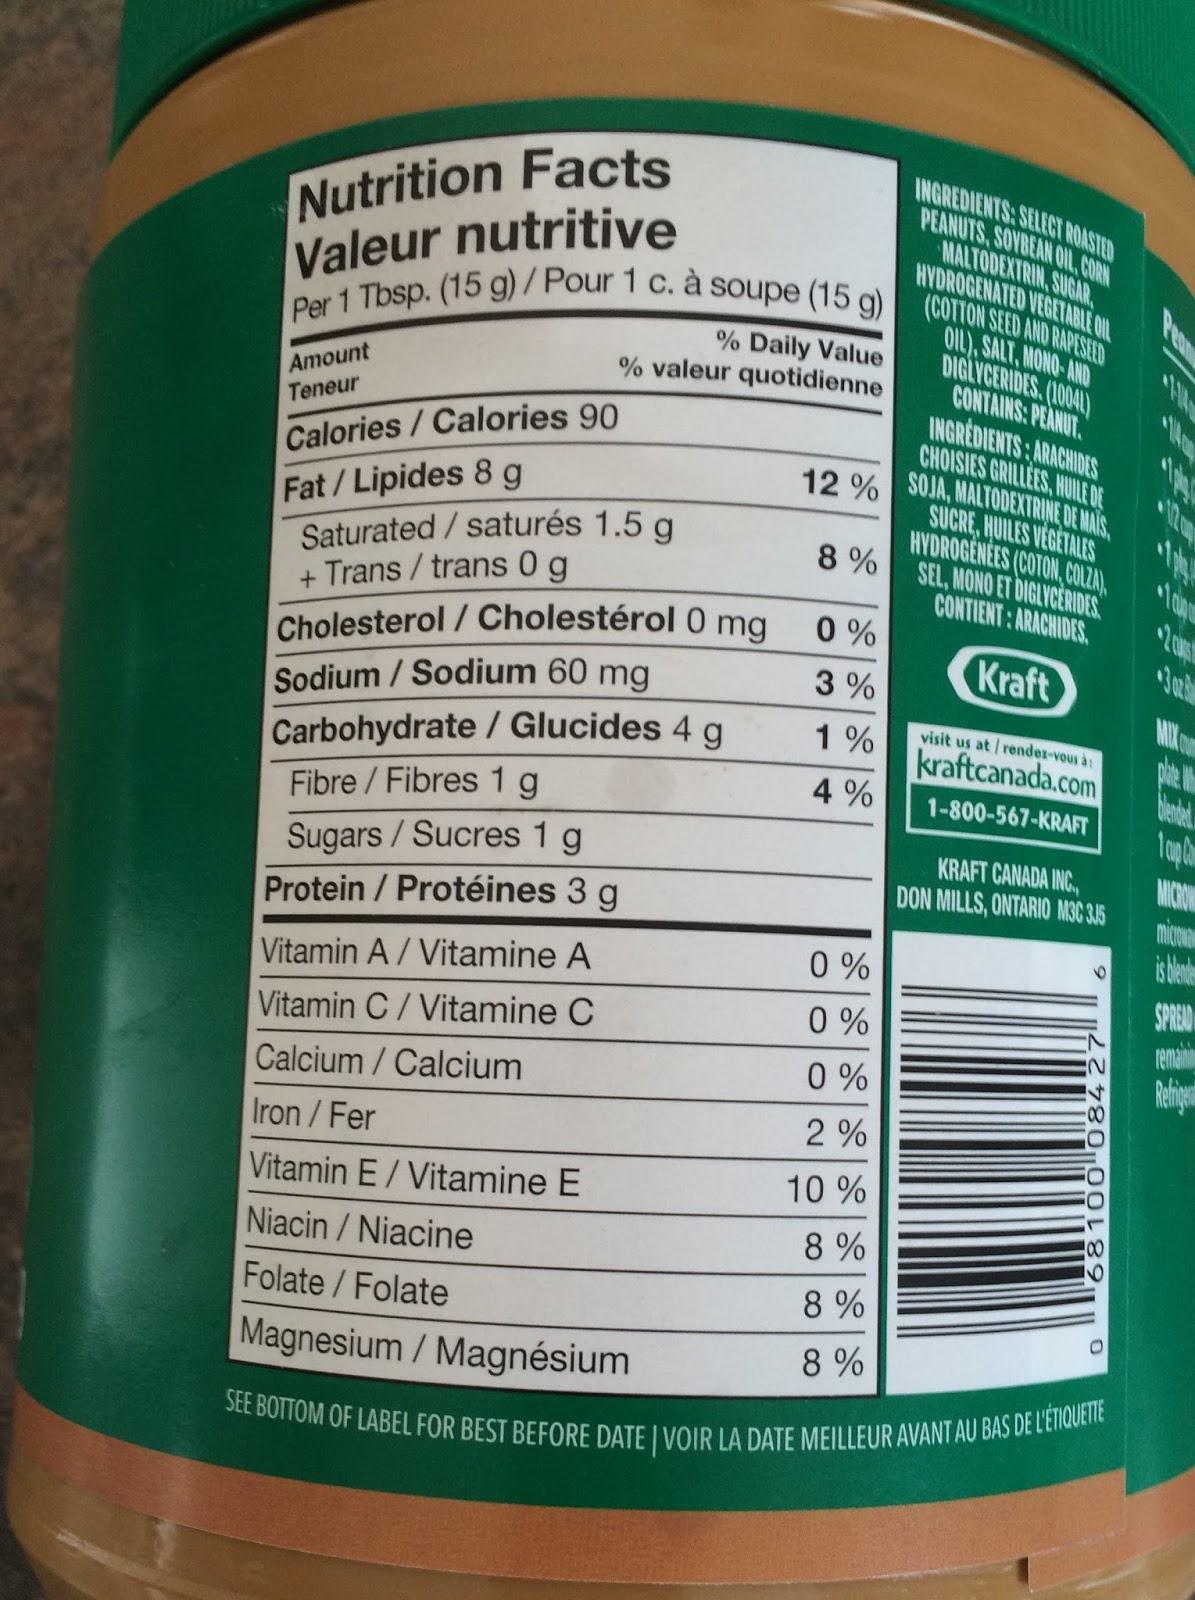 Nutrition Facts
Valeur nutritive
Per 1 Tbsp. (15 g) / Pour 1 c. à soupe (15 g)
Amount % Daily Value
Teneur % valeur quotidienne
Calories / Calories 90
Fat / Lipides 8 g 12 %
Saturated / saturés 1.5 g
+ Trans / trans 0 g 8 %
Cholesterol / Cholestérol 0 mg 0 %
Sodium / Sodium 60 mg 3 %
Carbohydrate / Glucides 4 g 1 %
Fibre / Fibres 1 g 4 %
Sugars / Sucres 1 g
Protein / Protéines 3 g
Vitamin A / Vitamine A 0 %
Vitamin C / Vitamine C 0 %
Calcium / Calcium 0 %
Iron / Fer 2 %
Vitamin E / Vitamine E 10 %
Niacin / Niacine 8 %
Folate / Folate 8 %
Magnesium / Magnésium 8 %
SEE BOTTOM OF LABEL FOR BEST BEFORE DATE | VOIR LA DATE MEILLEUR AVANT AU BAS DE L'ÉTIQUETTE
INGREDIENTS: SELECT ROASTED
PEANUTS, SOYBEAN OIL, CORN
MALTODEXTRIN, SUGAR,
HYDROGENATED VEGETABLE OIL
(COTTON SEED AND RAPESEED
OIL), SALT, MONO- AND
DIGLYCERIDES. (1004L)
CONTAINS: PEANUT.
INGRÉDIENTS : ARACHIDES
CHOISIES GRILLÉES, HUILE DE
SOJA, MALTODEXTRINE DE MAÏS,
SUCRE, HUILES VÉGÉTALES
HYDROGÉNÉES (COTON, COLZA),
SEL, MONO ET DIGLYCÉRIDES.
CONTIENT : ARACHIDES.
Kraft
visit us at / rendez-vous à :
kraftcanada.com
1-800-567-KRAFT
KRAFT CANADA INC.,
DON MILLS, ONTARIO M3C 3J5
0 68100 08427 6
MIX
plate.
blended.
1 cup
is
SPREAD